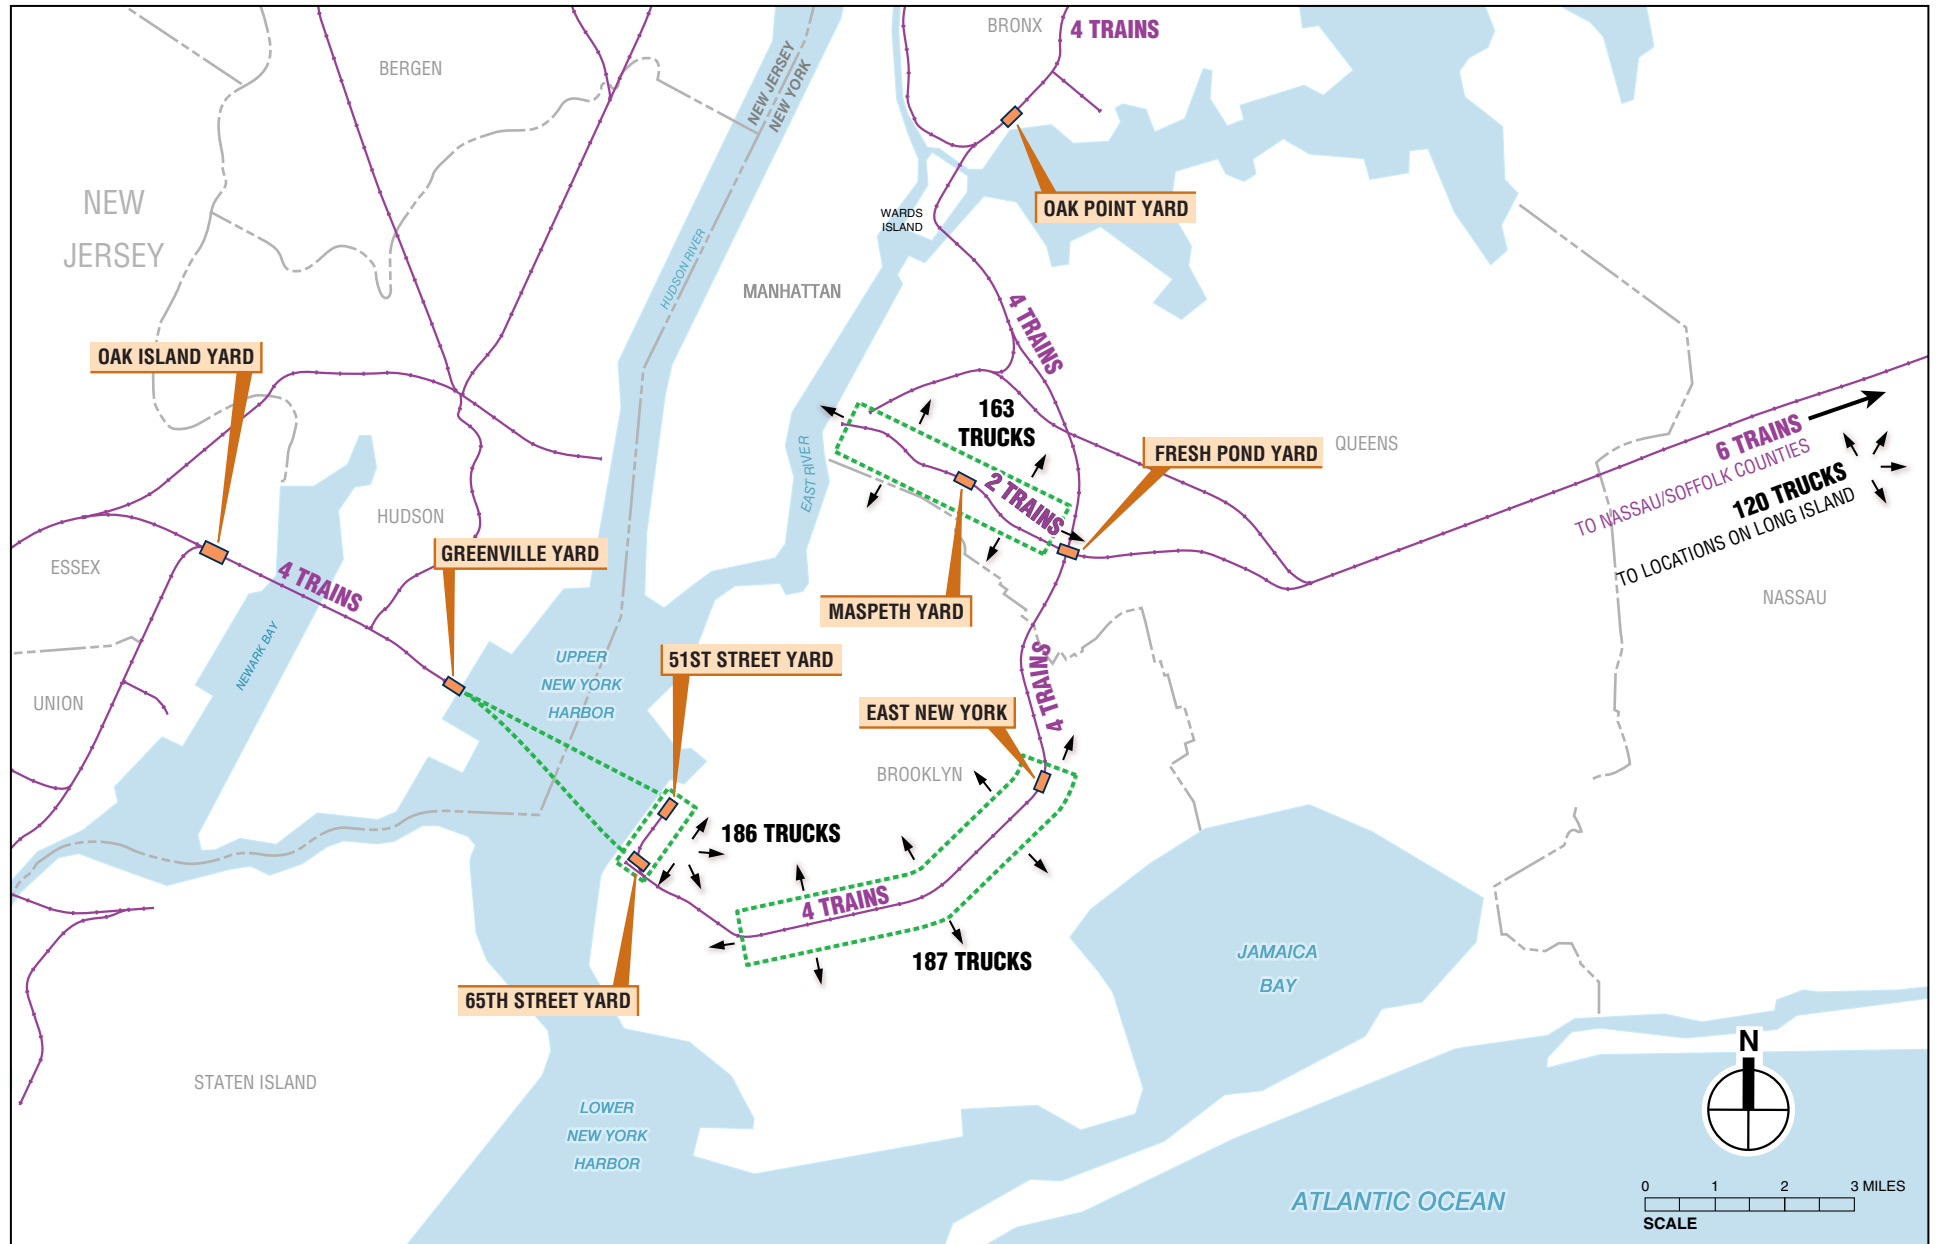 BRONX
4 TRAINS
BERGEN
NEW JERSEY
NEW YORK
NEW
JERSEY
OAK POINT YARD
WARDS
ISLAND
HUDSON RIVER
MANHATTAN
4 TRAINS
OAK ISLAND YARD
163
TRUCKS
QUEENS
FRESH POND YARD
6 TRAINS
TO NASSAU/SOFFOLK COUNTIES
120 TRUCKS
TO LOCATIONS ON LONG ISLAND
EAST RIVER
2 TRAINS
HUDSON
GREENVILLE YARD
ESSEX
4 TRAINS
MASPETH YARD
NASSAU
NEWARK BAY
UPPER
NEW YORK
HARBOR
51ST STREET YARD
4 TRAINS
UNION
EAST NEW YORK
BROOKLYN
186 TRUCKS
4 TRAINS
187 TRUCKS
65TH STREET YARD
JAMAICA
BAY
STATEN ISLAND
LOWER
NEW YORK
HARBOR
ATLANTIC OCEAN
N
0 1 2 3 MILES
SCALE